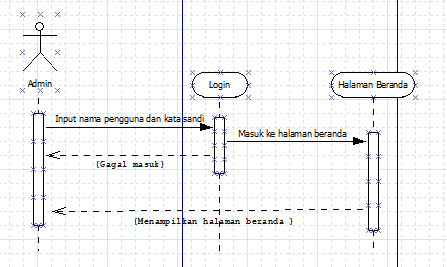 Admin
Login
Halaman Beranda
Input nama pengguna dan kata sandi
Masuk ke halaman beranda
{Gagal masuk}
{Menampilkan halaman beranda }